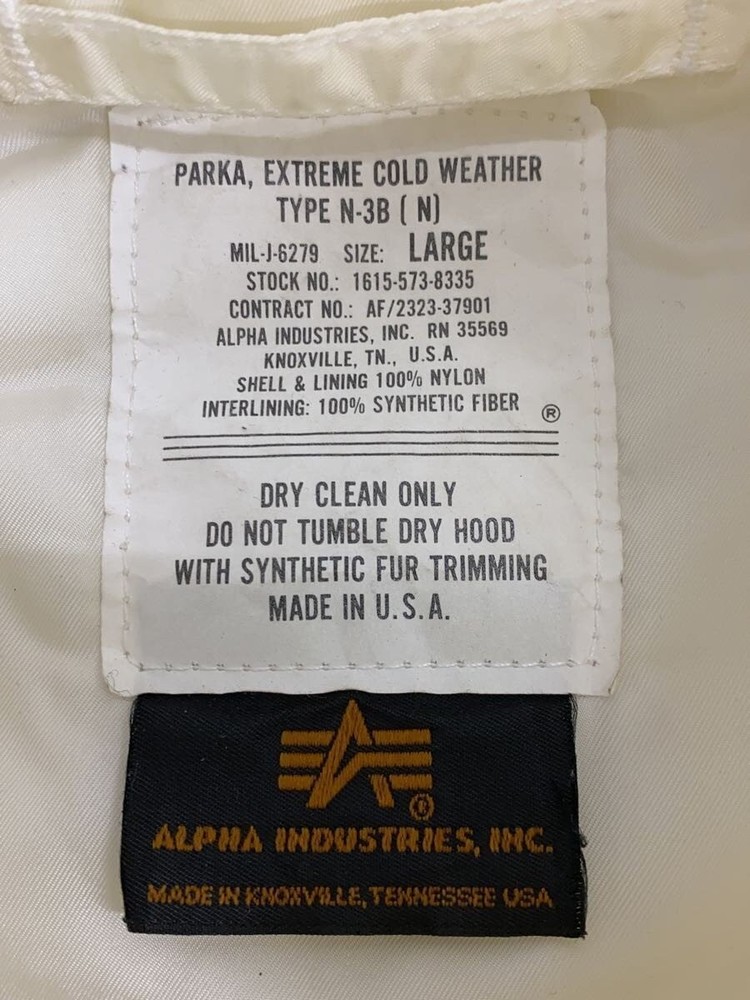 PARKA, EXTREME COLD WEATHER
TYPE N-3B ( N)
MIL-J-6279 SIZE: LARGE
STOCK NO.: 1615-573-8335
CONTRACT NO.: AF/2323-37901
ALPHA INDUSTRIES, INC. RN 35569
KNOXVILLE, TN., U.S.A.
SHELL & LINING 100% NYLON
INTERLINING: 100% SYNTHETIC FIBER ®
DRY CLEAN ONLY
DO NOT TUMBLE DRY HOOD
WITH SYNTHETIC FUR TRIMMING
MADE IN U.S.A.
®
ALPHA INDUSTRIES, INC.
MADE IN KNOXVILLE, TENNESSEE USA